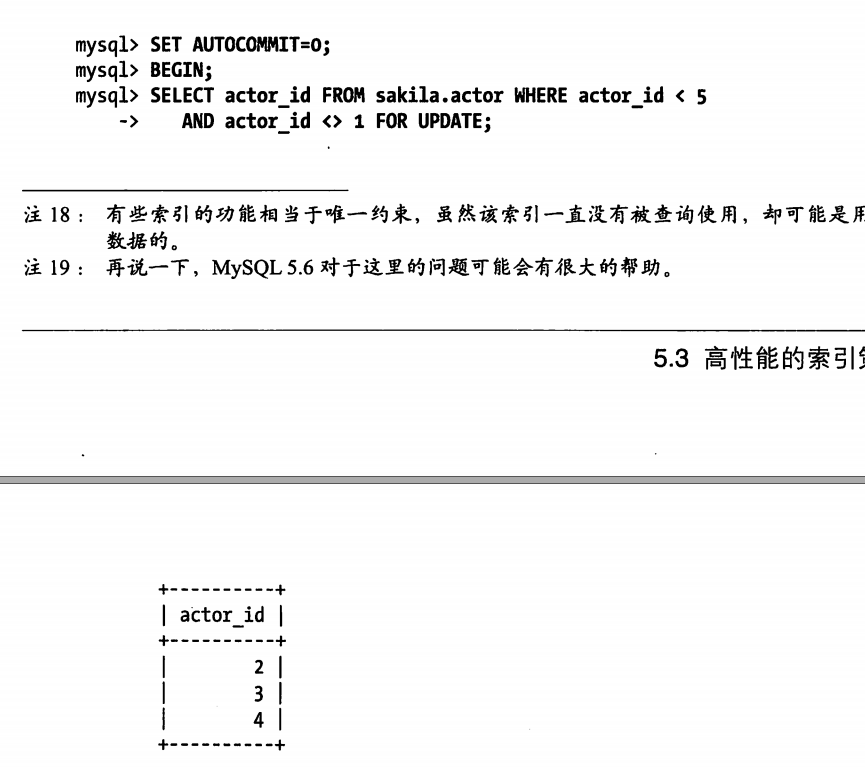 mysql> SET AUTOCOMMIT=0;
mysql> BEGIN;
mysql> SELECT actor_id FROM sakila.actor WHERE actor_id < 5
    ->     AND actor_id <> 1 FOR UPDATE;
注 18： 有些索引的功能相当于唯一约束，虽然该索引一直没有被查询使用，却可能是用
数据的。
注 19： 再说一下，MySQL 5.6 对于这里的问题可能会有很大的帮助。
5.3 高性能的索引
+----------+
| actor_id |
+----------+
|        2 |
|        3 |
|        4 |
+----------+